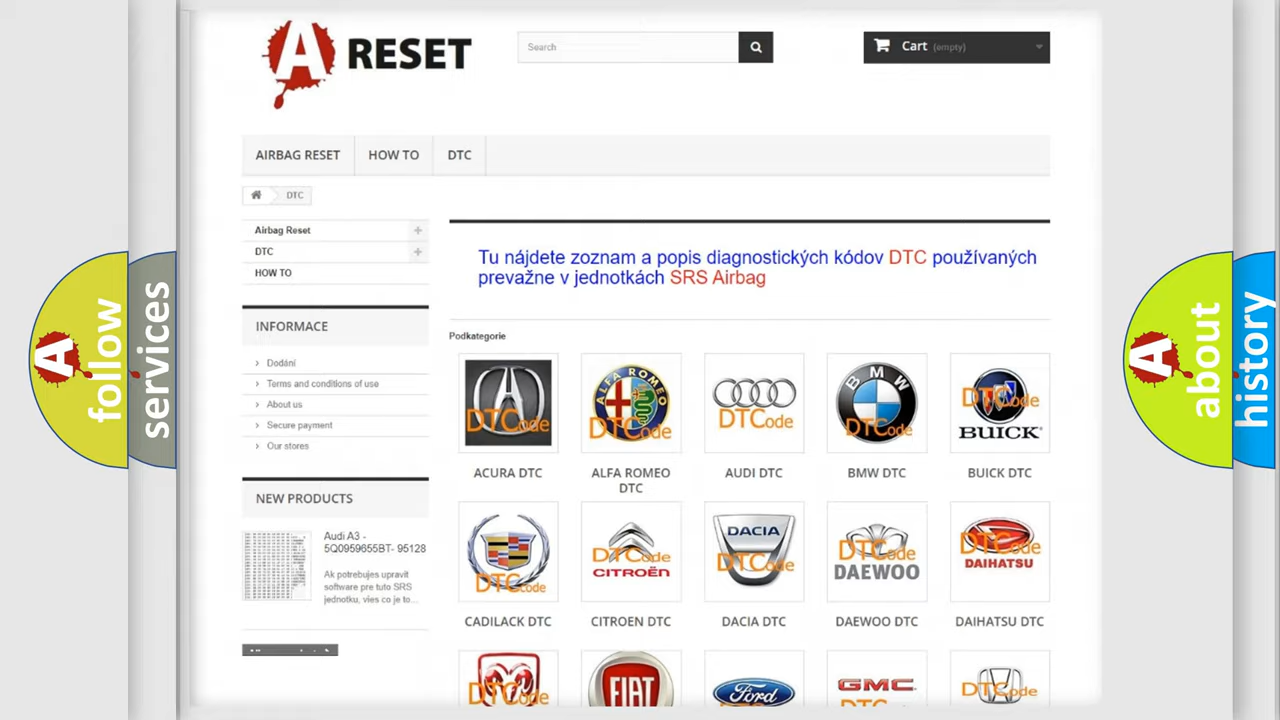 A RESET
Search
Cart (empty)
AIRBAG RESET
HOW TO
DTC
DTC
Airbag Reset
DTC
HOW TO
INFORMACE
Dodání
Terms and conditions of use
About us
Secure payment
Our stores
NEW PRODUCTS
Audi A3 -
5Q0959655BT- 95128
Ak potrebujes upravit
software pre tuto SRS
jednotku, vies co je to...
Tu nájdete zoznam a popis diagnostických kódov DTC používaných
prevažne v jednotkách SRS Airbag
Podkategorie
DTCode
ALFA ROMEO
DTCode
DTCode
BMW
DTCode
DTCode
BUICK
ACURA DTC
ALFA ROMEO
DTC
AUDI DTC
BMW DTC
BUICK DTC
DTCode
DTCode
CITROËN
DACIA
DTCode
DTCode
DAEWOO
DTCode
DAIHATSU
CADILACK DTC
CITROEN DTC
DACIA DTC
DAEWOO DTC
DAIHATSU DTC
DTCode
FIAT
Ford
GMC
DTCode
A
follow
services
A
about
history